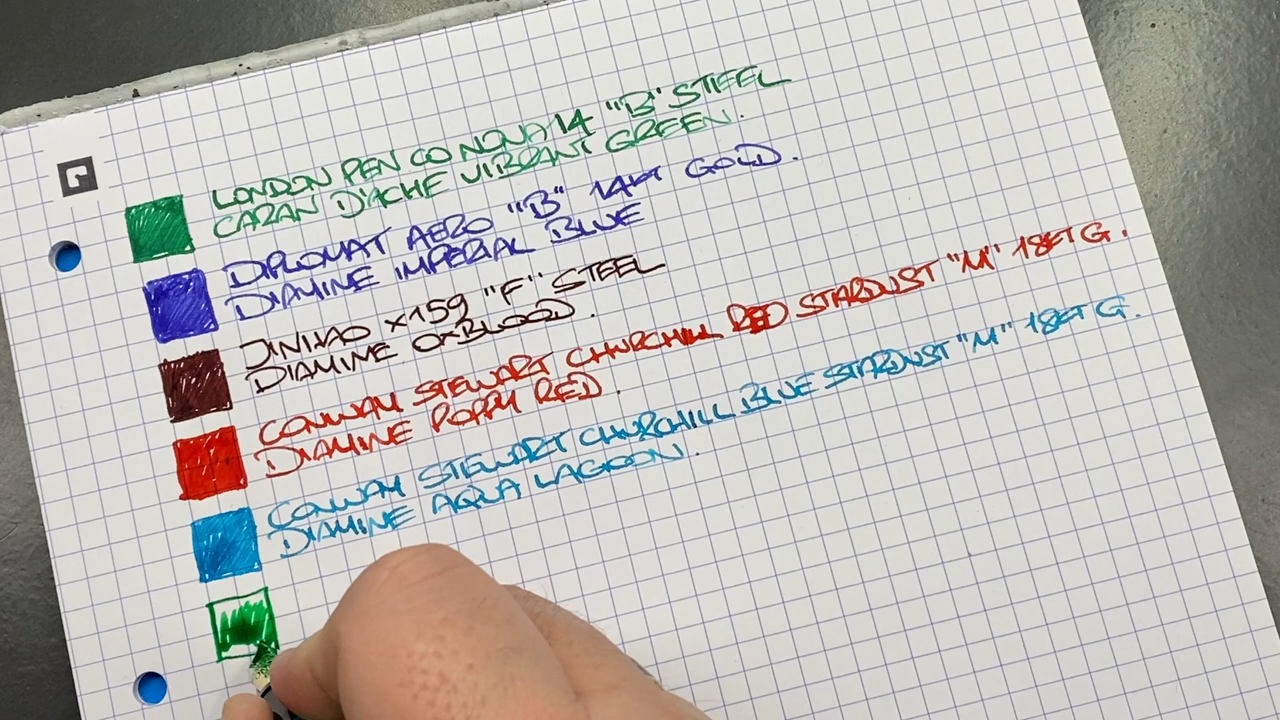 LONDON PEN CO NOVA 14 "B" STEEL
CARAN D'ACHE VIBRANT GREEN.
DIPLOMAT AERO "B" 14KT GOLD.
DIAMINE IMPERIAL BLUE
JINHAO X159 "F" STEEL
DIAMINE OXBLOOD.
CONWAY STEWART CHURCHILL RED STARDUST "M" 18KT G.
DIAMINE POPPY RED.
CONWAY STEWART CHURCHILL BLUE STARDUST "M" 18KT G.
DIAMINE AQUA LAGOON.